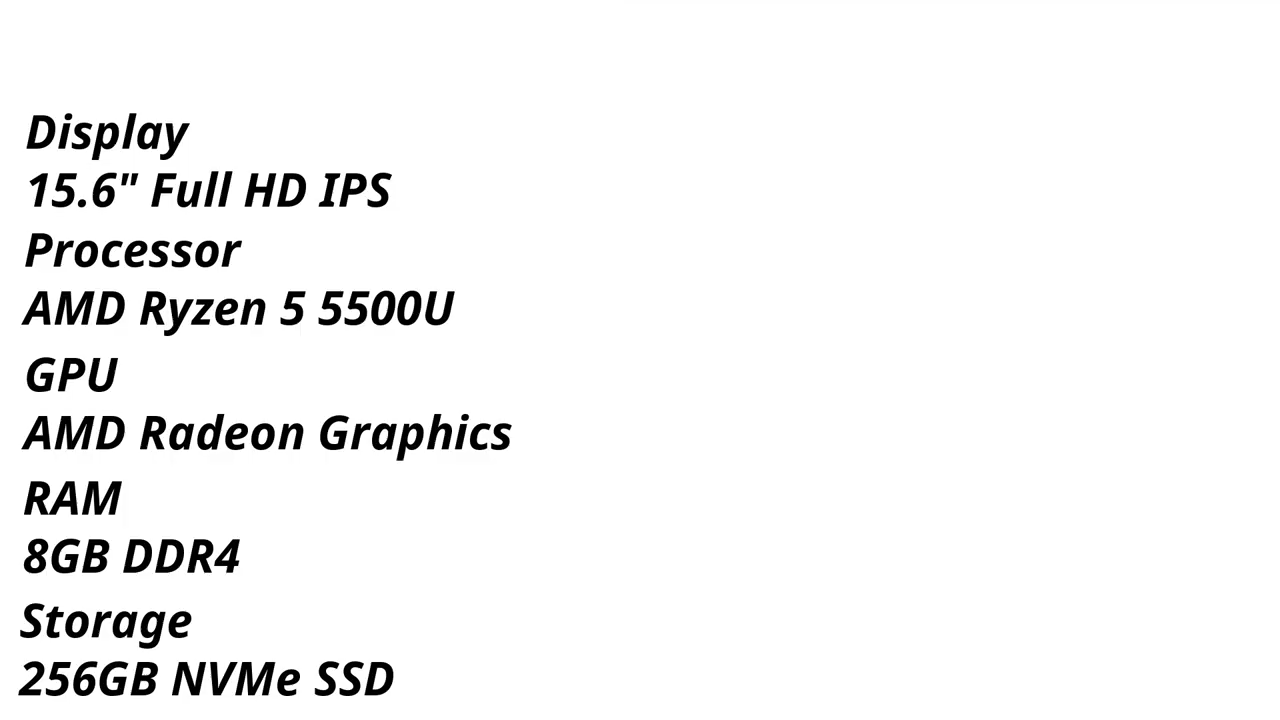 Display
15.6" Full HD IPS
Processor
AMD Ryzen 5 5500U
GPU
AMD Radeon Graphics
RAM
8GB DDR4
Storage
256GB NVMe SSD